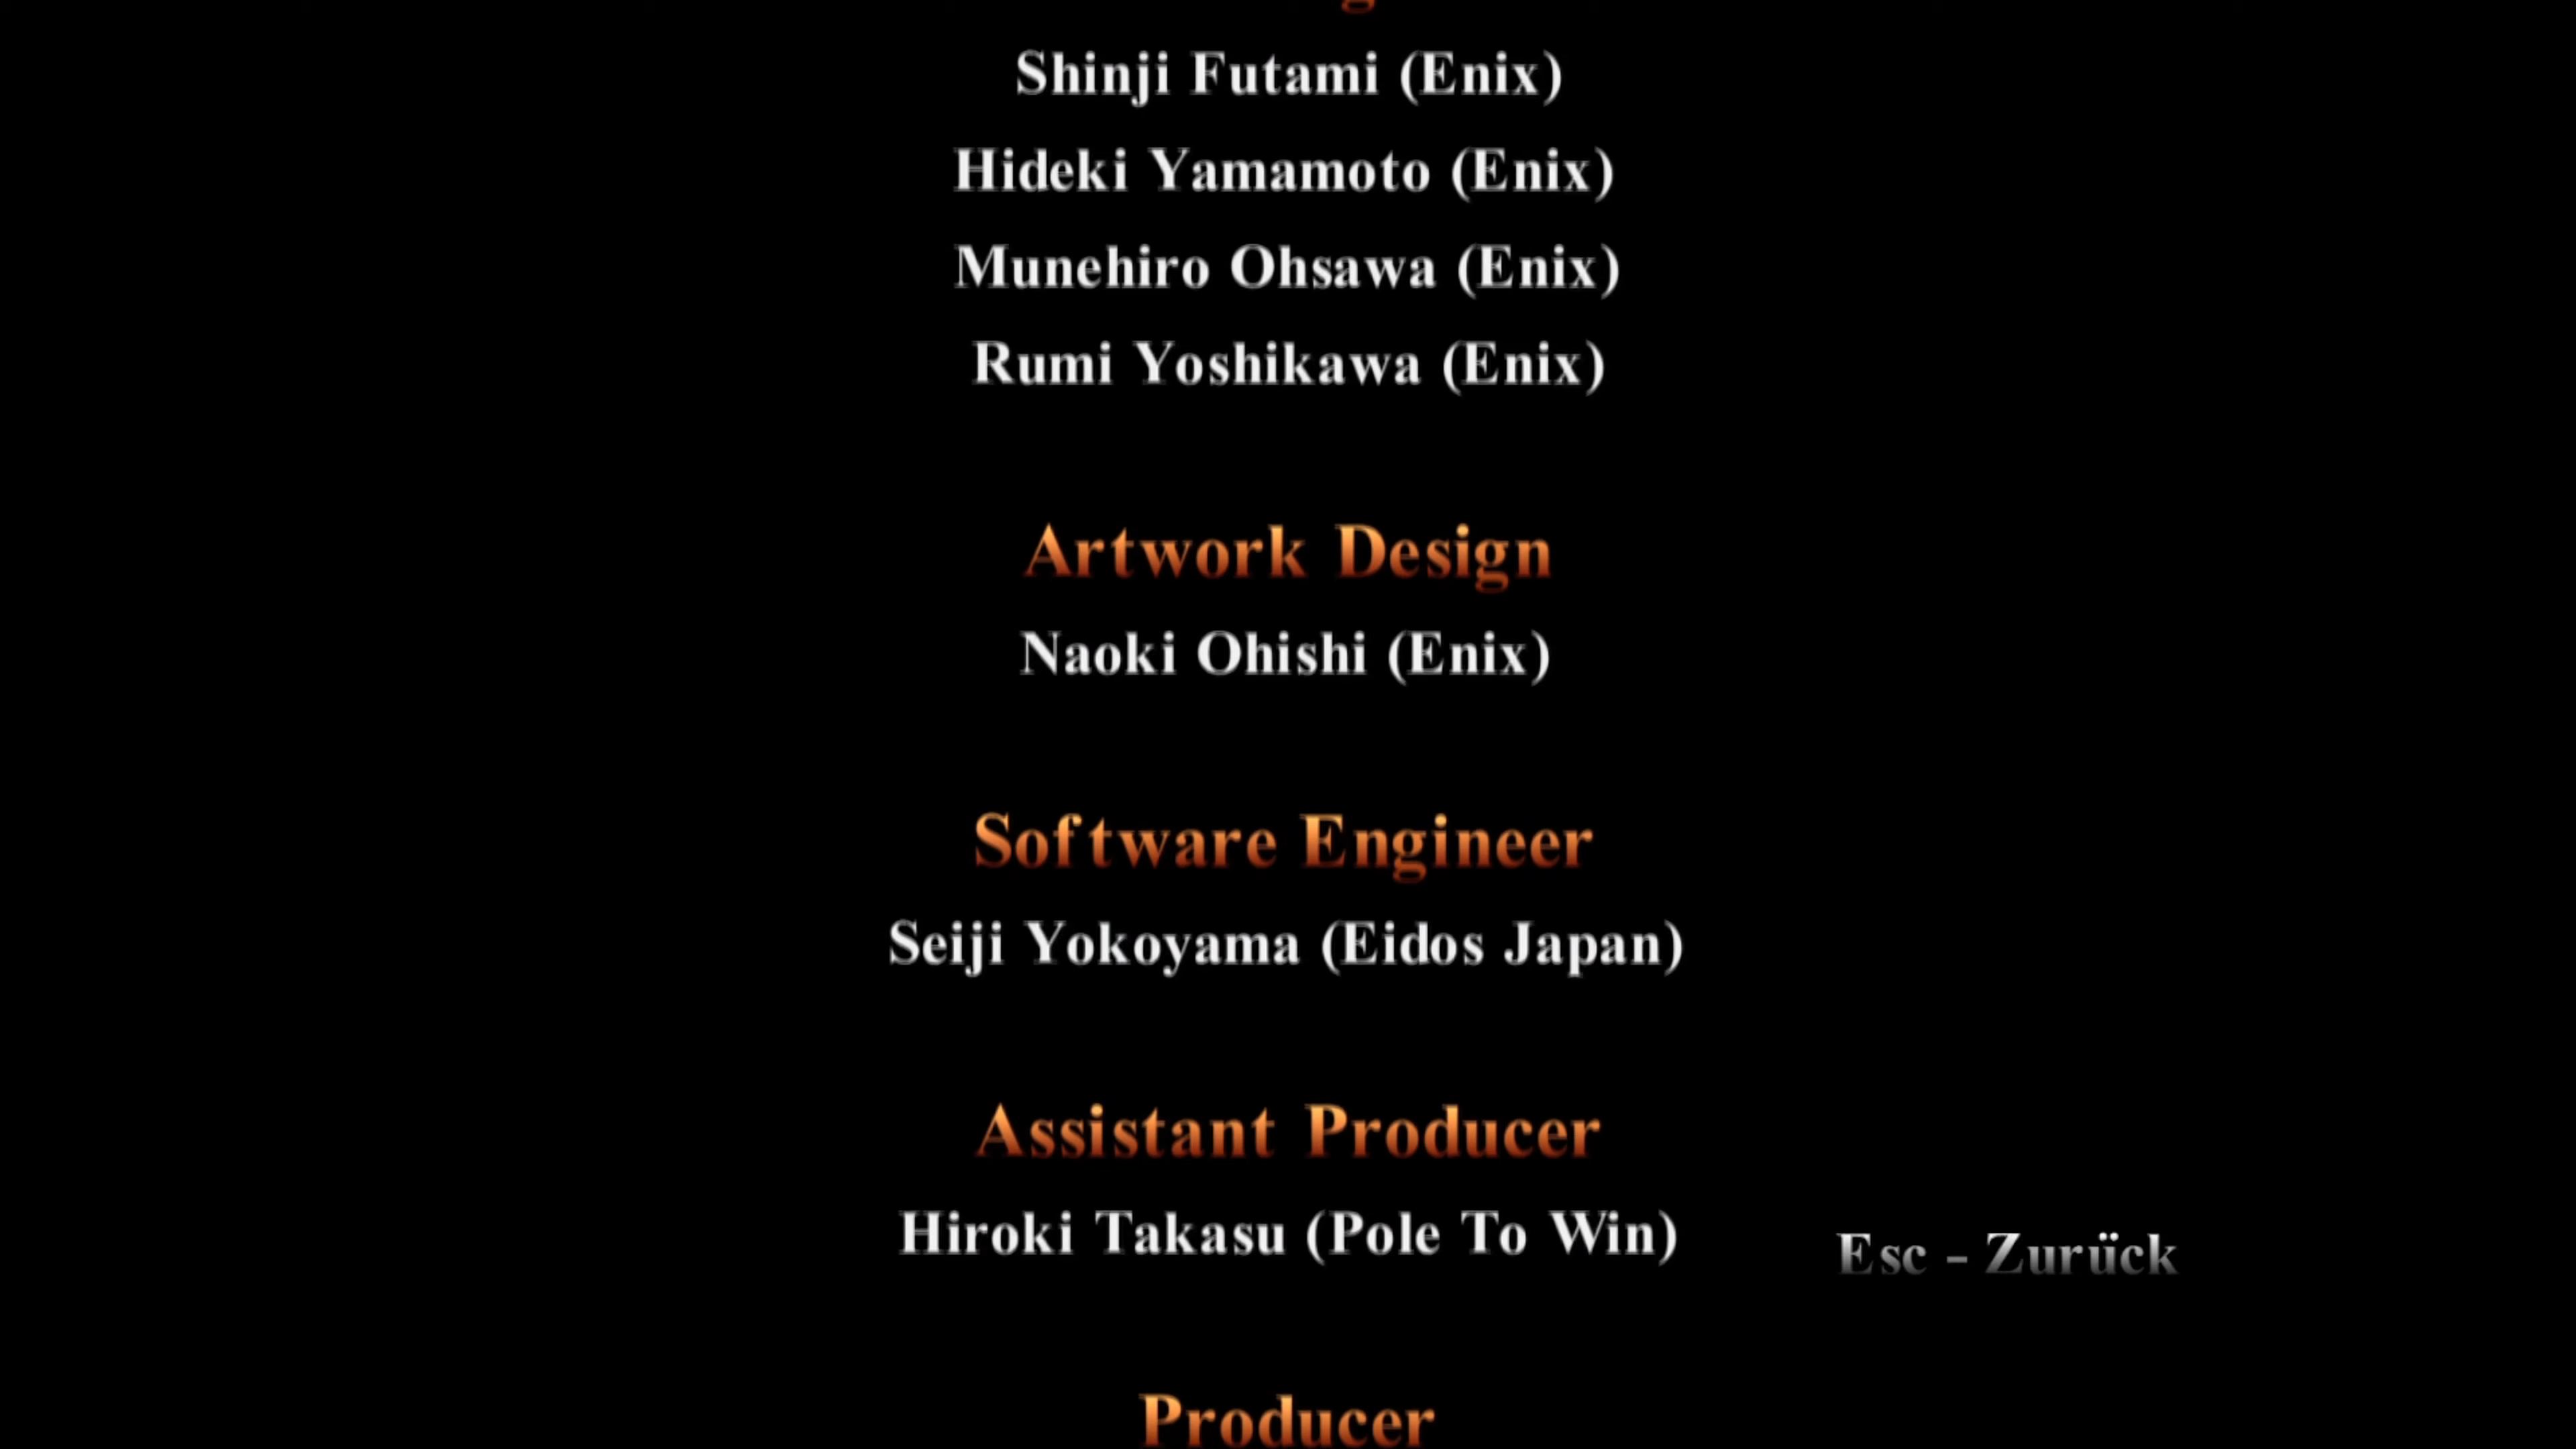 Shinji Futami (Enix)
Hideki Yamamoto (Enix)
Munehiro Ohsawa (Enix)
Rumi Yoshikawa (Enix)
Artwork Design
Naoki Ohishi (Enix)
Software Engineer
Seiji Yokoyama (Eidos Japan)
Assistant Producer
Hiroki Takasu (Pole To Win)
Esc - Zurück
Producer